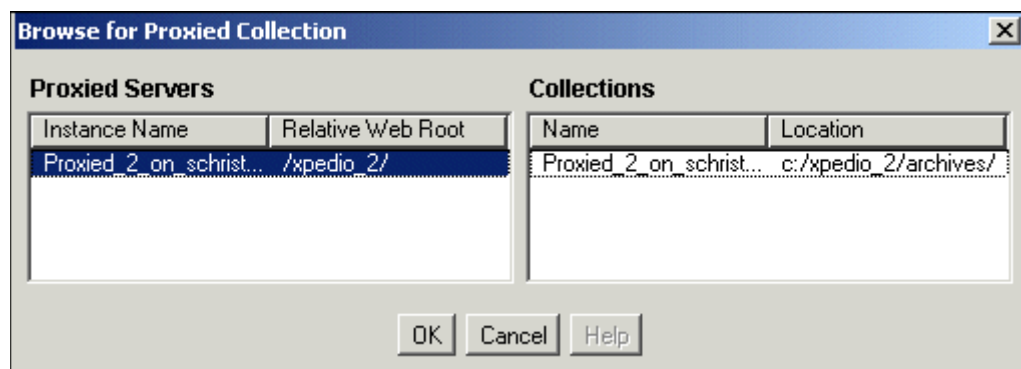 Browse for Proxied Collection
Proxied Servers
Instance Name Relative Web Root
Proxied_2_on_schrist... /xpedio_2/
Collections
Name Location
Proxied_2_on_schrist... c:/xpedio_2/archives/
OK Cancel Help